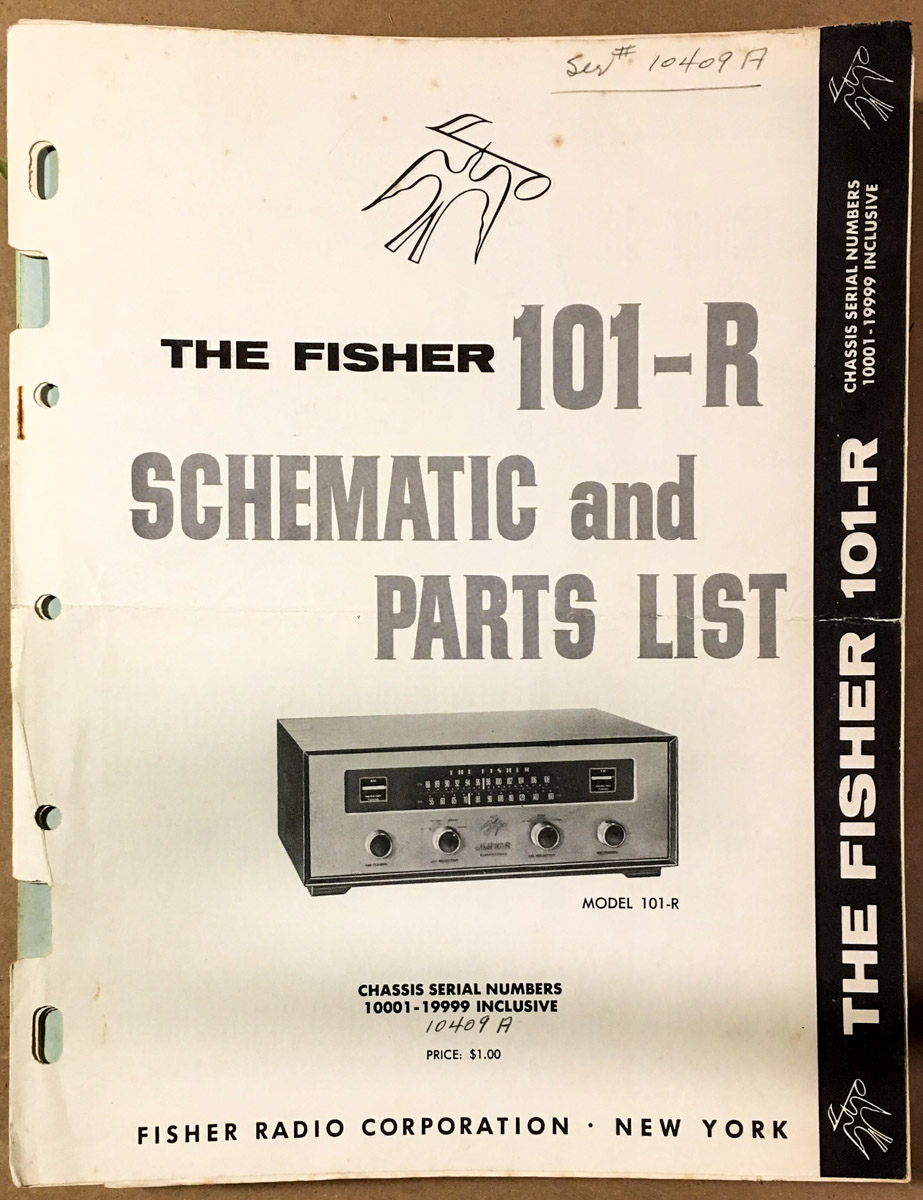 Ser# 10409 A
THE FISHER 101-R
SCHEMATIC and
PARTS LIST
THE FISHER
MODEL 101-R
CHASSIS SERIAL NUMBERS
10001-19999 INCLUSIVE
10409 A
PRICE: $1.00
FISHER RADIO CORPORATION · NEW YORK
THE FISHER 101-R
CHASSIS SERIAL NUMBERS
10001-19999 INCLUSIVE